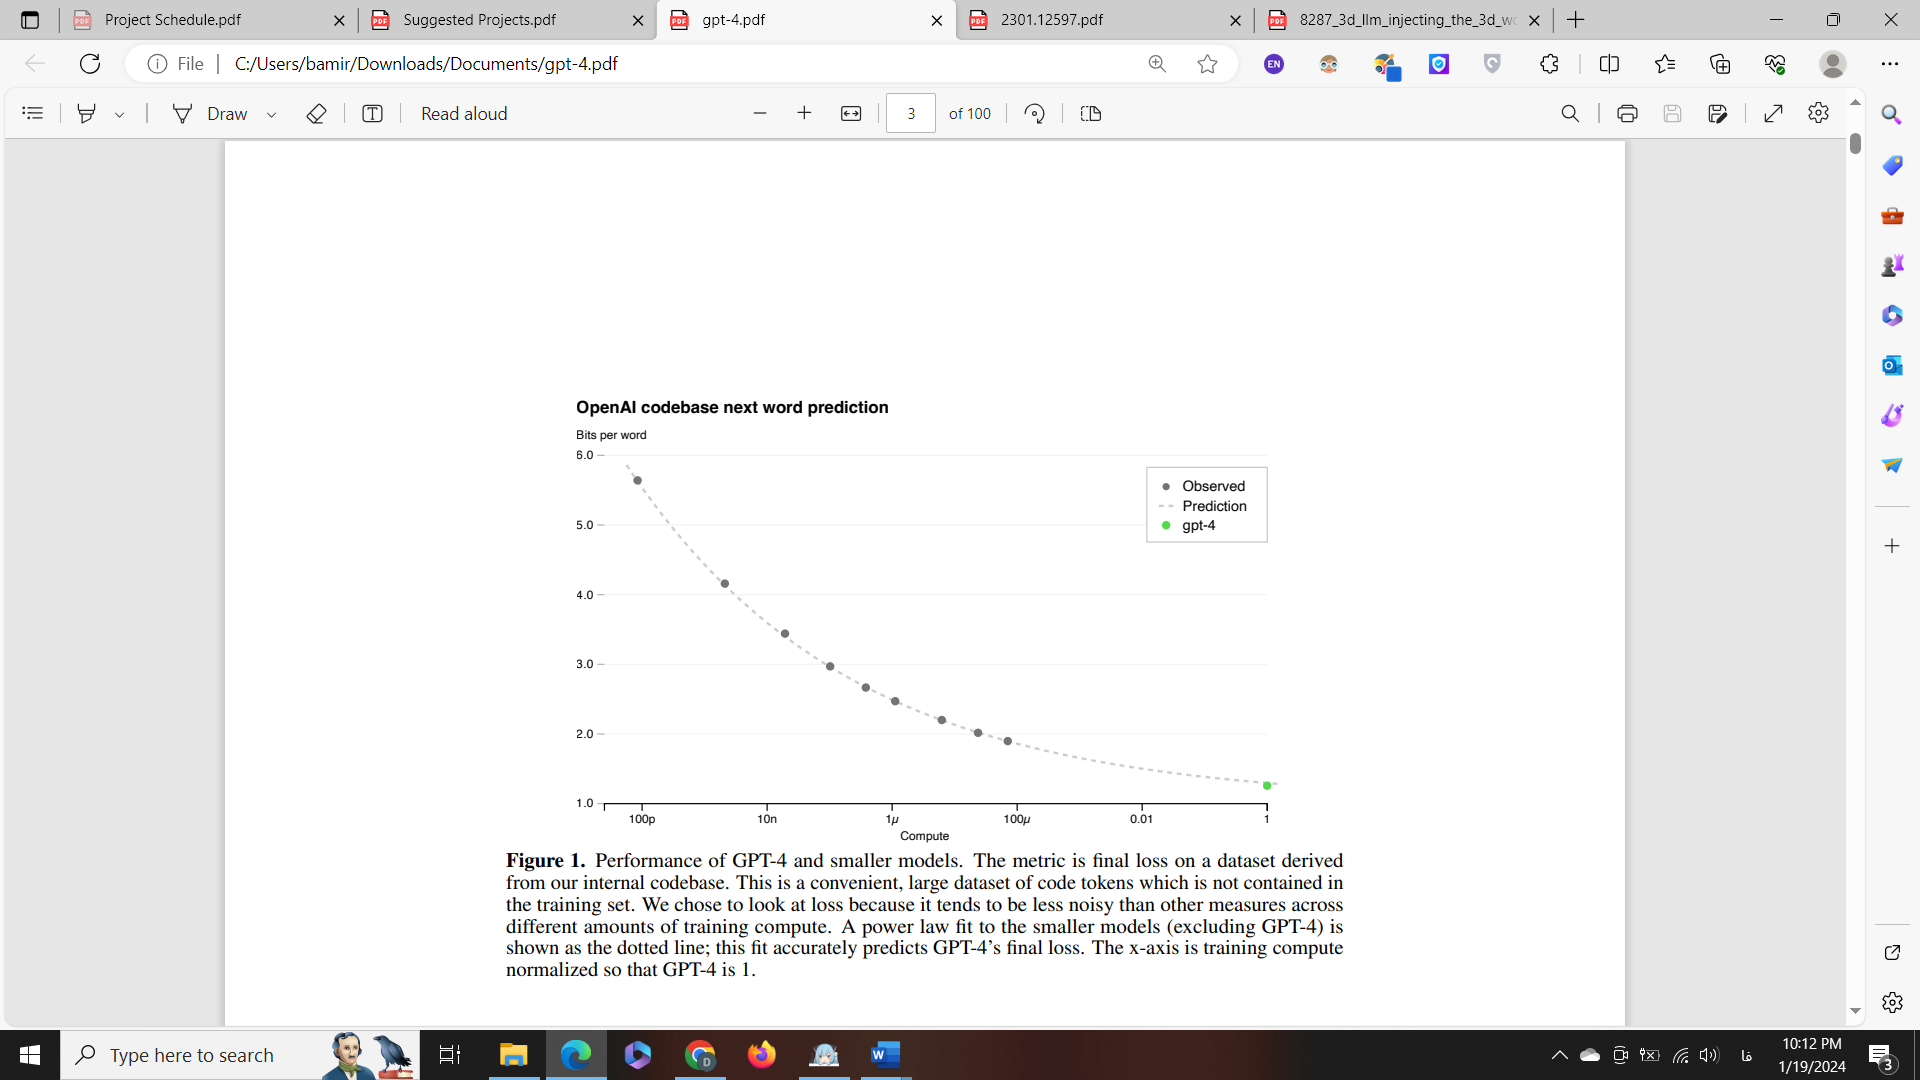 Project Schedule.pdf
Suggested Projects.pdf
gpt-4.pdf
2301.12597.pdf
8287_3d_llm_injecting_the_3d_wo
File
C:/Users/bamir/Downloads/Documents/gpt-4.pdf
EN
Draw
Read aloud
3
of 100
OpenAI codebase next word prediction
Bits per word
6.0
Observed
Prediction
gpt-4
5.0
4.0
3.0
2.0
1.0
100p
10n
1µ
100µ
0.01
1
Compute
Figure 1. Performance of GPT-4 and smaller models. The metric is final loss on a dataset derived
from our internal codebase. This is a convenient, large dataset of code tokens which is not contained in
the training set. We chose to look at loss because it tends to be less noisy than other measures across
different amounts of training compute. A power law fit to the smaller models (excluding GPT-4) is
shown as the dotted line; this fit accurately predicts GPT-4's final loss. The x-axis is training compute
normalized so that GPT-4 is 1.
Type here to search
فا
10:12 PM
1/19/2024
3